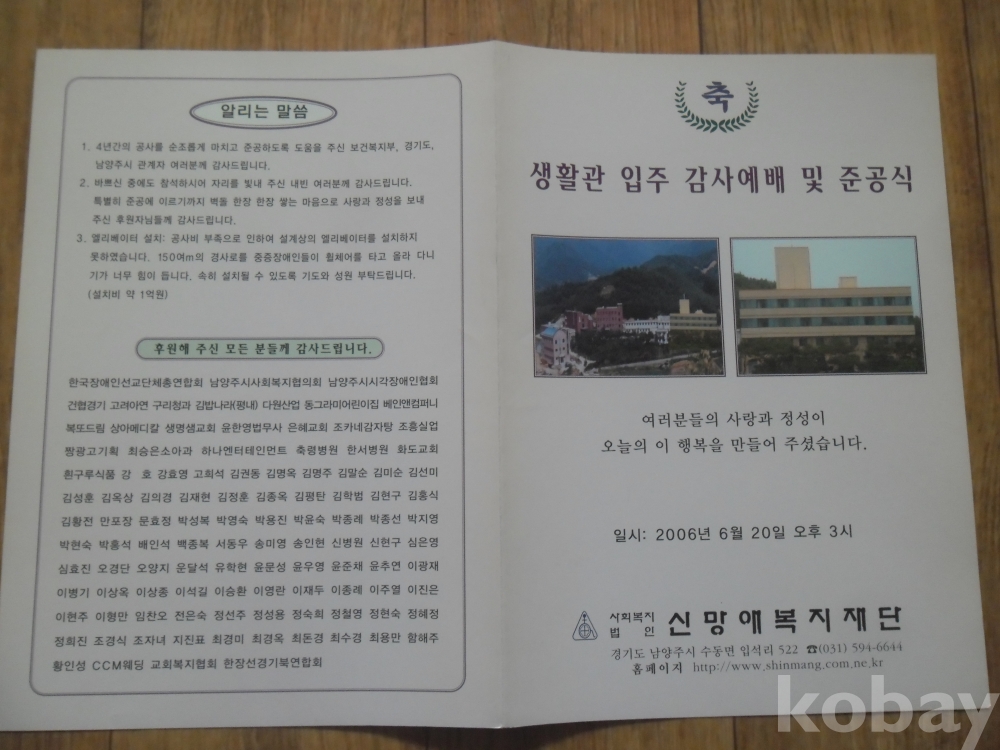 알리는 말씀
1. 4년간의 공사를 순조롭게 마치고 준공하도록 도움을 주신 보건복지부, 경기도,
남양주시 관계자 여러분께 감사드립니다.
2. 바쁘신 중에도 참석하시어 자리를 빛내 주신 내빈 여러분께 감사드립니다.
특별히 준공에 이르기까지 벽돌 한장 한장 쌓는 마음으로 사랑과 정성을 보내
주신 후원자님들께 감사드립니다.
3. 엘리베이터 설치: 공사비 부족으로 인하여 설계상의 엘리베이터를 설치하지
못하였습니다. 150여m의 경사로를 중증장애인들이 휠체어를 타고 올라 다니
기가 너무 힘이 듭니다. 속히 설치될 수 있도록 기도와 성원 부탁드립니다.
(설치비 약 1억원)
후원해 주신 모든 분들께 감사드립니다.
한국장애인선교단체총연합회 남양주시사회복지협의회 남양주시시각장애인협회
건협경기 고려아연 구리청과 김밥나라(평내) 다원산업 동그라미어린이집 베안앤컴퍼니
복또드림 상아메디칼 생명샘교회 윤한영법무사 은혜교회 조카네감자탕 조흥실업
짱광고기획 최승은소아과 하나엔터테인먼트 축령병원 한서병원 화도교회
흰구루식품 강 호 강효영 고희석 김권동 김명옥 김명주 김말순 김미순 김선미
김성훈 김옥상 김의경 김재현 김정훈 김종옥 김평탄 김학범 김현구 김홍식
김황전 만포장 문효정 박성복 박영숙 박용진 박윤숙 박종례 박종선 박지영
박현숙 박홍석 배인석 백종복 서동우 송미영 송인현 신병원 신현구 심은영
심효진 오경단 오양지 운달석 유학현 윤문성 윤우영 윤준채 윤추연 이광재
이병기 이상옥 이상종 이석길 이승환 이영란 이재두 이종례 이주열 이진은
이현주 이형만 임찬오 전은숙 정선주 정성용 정숙희 정철영 정현숙 정혜정
정희진 조경식 조자녀 지진표 최경미 최경옥 최돈경 최수경 최용만 함해주
황인성 CCM웨딩 교회복지협회 한장선경기북연합회
축
생활관 입주 감사예배 및 준공식
여러분들의 사랑과 정성이
오늘의 이 행복을 만들어 주셨습니다.
일시: 2006년 6월 20일 오후 3시
사회복지
법 인 신망애복지재단
경기도 남양주시 수동면 입석리 522 ☎(031) 594-6644
홈페이지 http://www.shinmang.com.ne.kr
kobay